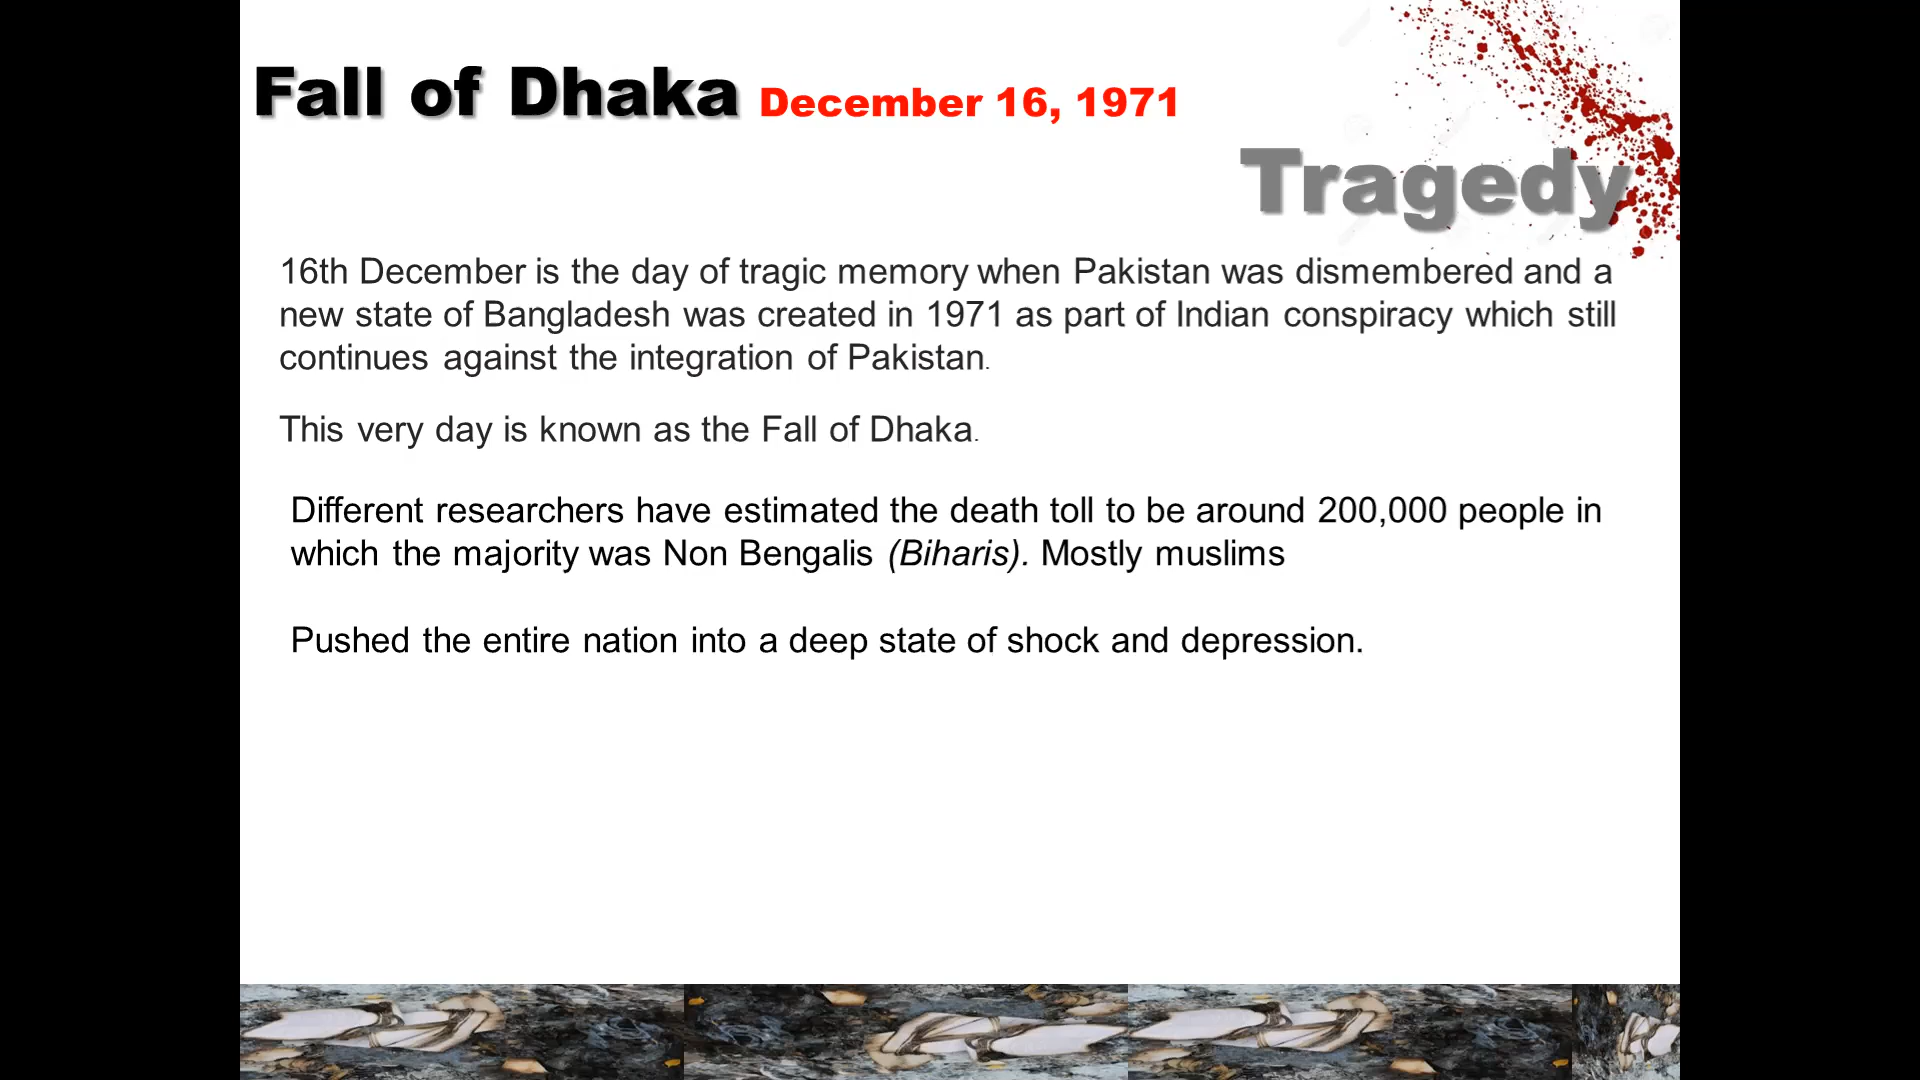 Fall of Dhaka December 16, 1971
Tragedy
16th December is the day of tragic memory when Pakistan was dismembered and a
new state of Bangladesh was created in 1971 as part of Indian conspiracy which still
continues against the integration of Pakistan.
This very day is known as the Fall of Dhaka.
Different researchers have estimated the death toll to be around 200,000 people in
which the majority was Non Bengalis (Biharis). Mostly muslims
Pushed the entire nation into a deep state of shock and depression.